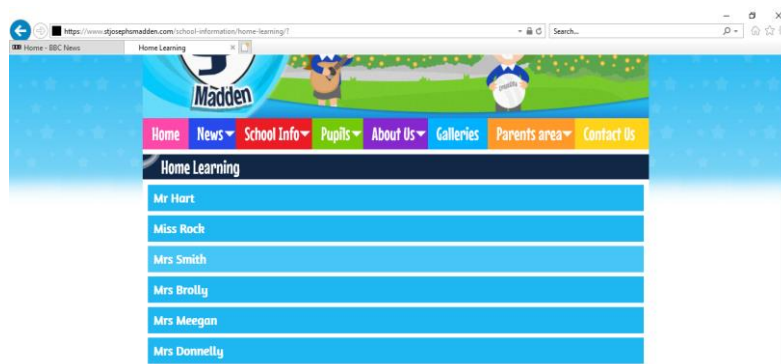 https://www.stjosephsmadden.com/school-information/home-learning/?
Search...
Home - BBC News
Home Learning
Madden
Home News School Info Pupils About Us Galleries Parents area Contact Us
Home Learning
Mr Hart
Miss Rock
Mrs Smith
Mrs Brolly
Mrs Meegan
Mrs Donnelly